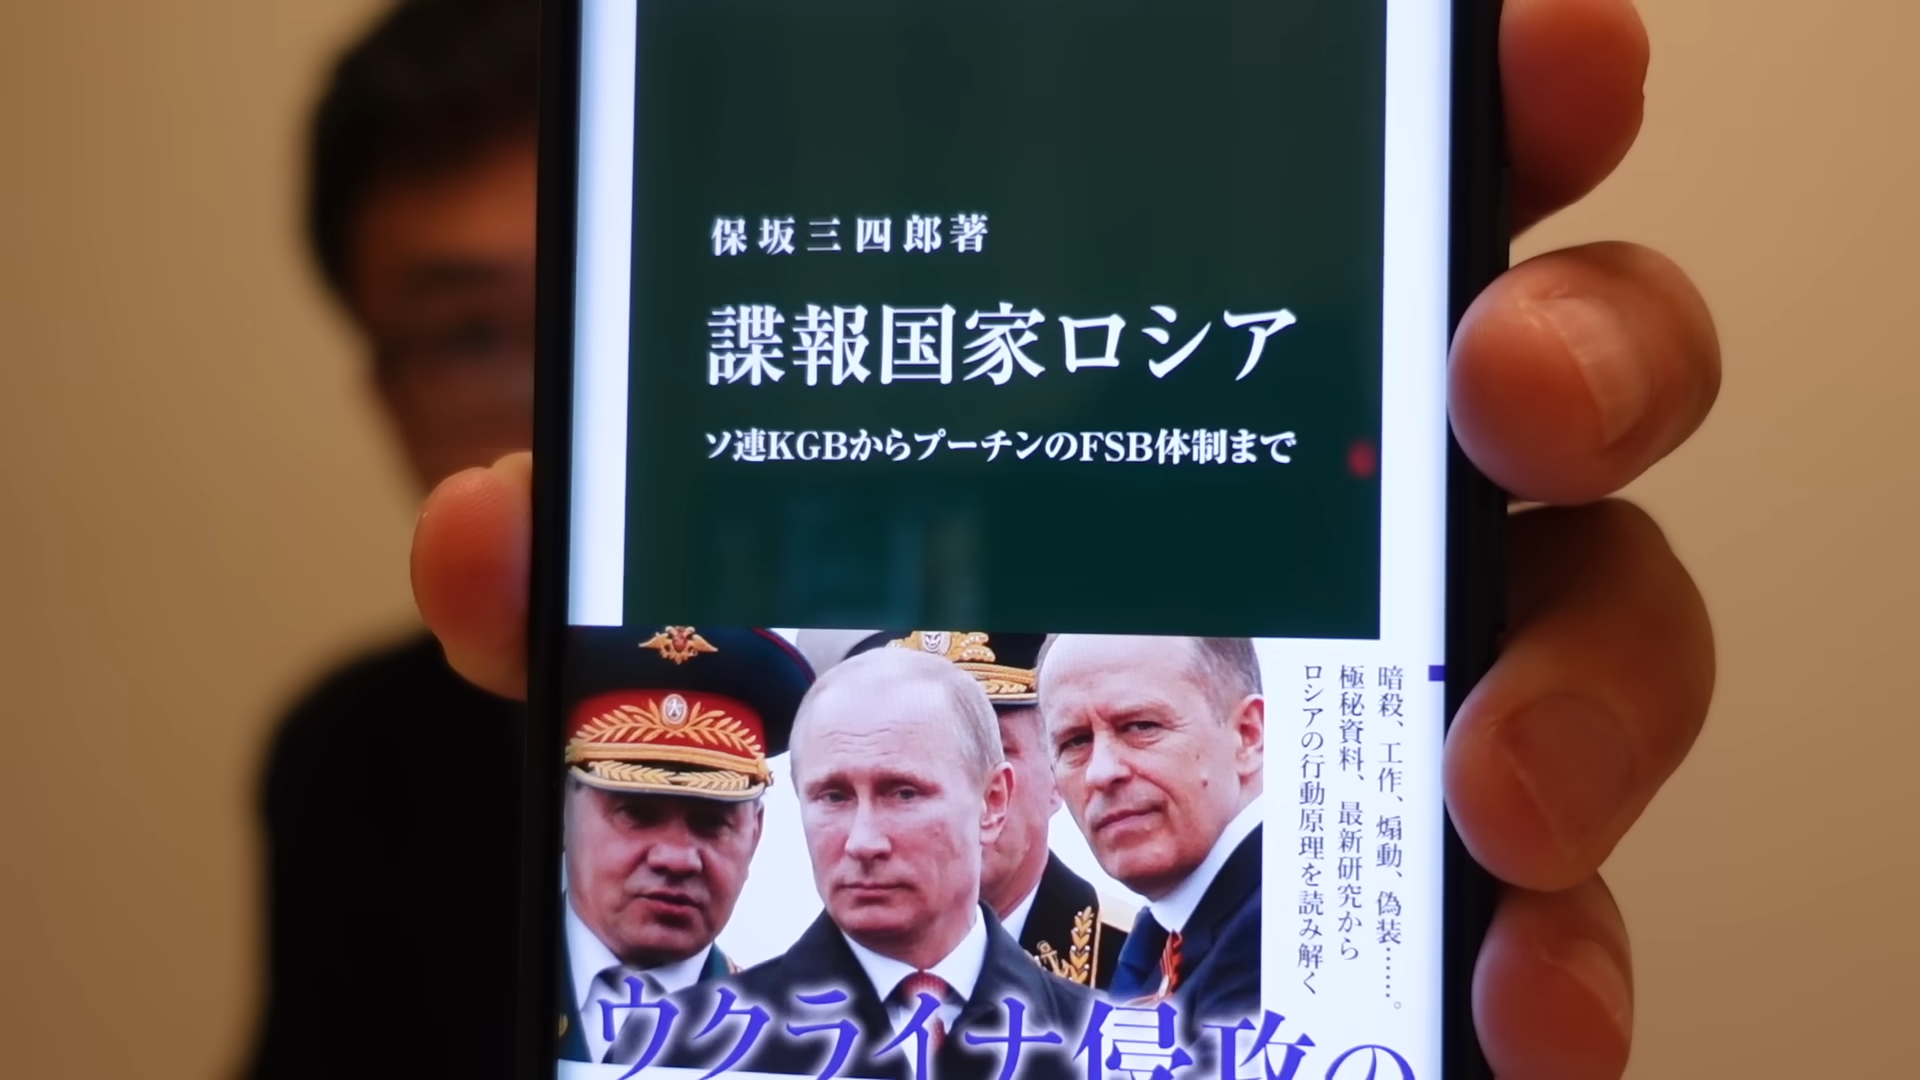 保坂三四郎著
諜報国家ロシア
ソ連KGBからプーチンのFSB体制まで
暗殺、工作、煽動、偽装……。
極秘資料、最新研究から
ロシアの行動原理を読み解く
ウクライナ侵攻の